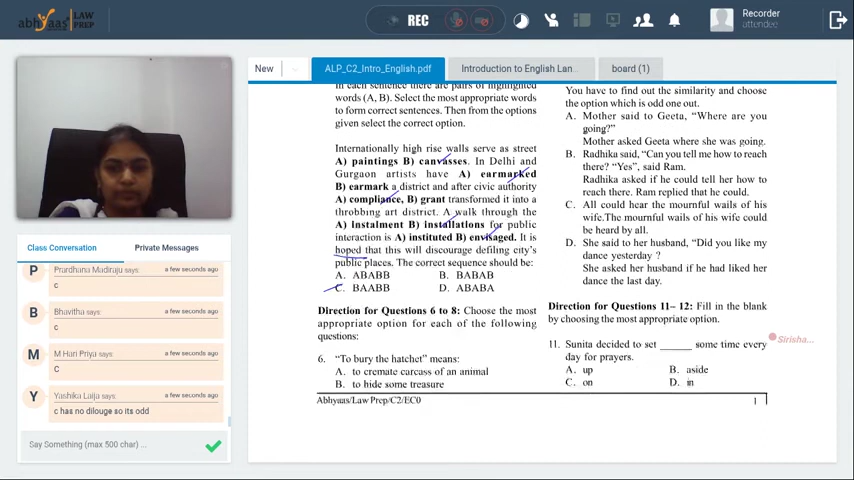 abhyaas LAW PREP
REC
Recorder
attendee
New
ALP_C2_Intro_English.pdf
Introduction to English Lan...
board (1)
Class Conversation
Private Messages
P
Prardhana Madiraju says:
a few seconds ago
c
B
Bhavitha says:
a few seconds ago
c
M
M Hari Priya says:
a few seconds ago
C
Y
Yashika Laija says:
a few seconds ago
c has no dilouge so its odd
Say Something (max 500 char) ...
In each sentence there are pairs of highlighted
words (A, B). Select the most appropriate words
to form correct sentences. Then from the options
given select the correct option.
Internationally high rise walls serve as street
A) paintings B) canvasses. In Delhi and
Gurgaon artists have A) earmarked
B) earmark a district and after civic authority
A) compliance, B) grant transformed it into a
throbbing art district. A walk through the
A) instalment B) installations for public
interaction is A) instituted B) envisaged. It is
hoped that this will discourage defiling city's
public places. The correct sequence should be:
A. ABABB B. BABAB
C. BAABB D. ABABA
Direction for Questions 6 to 8: Choose the most
appropriate option for each of the following
questions:
6. “To bury the hatchet” means:
A. to cremate carcass of an animal
B. to hide some treasure
You have to find out the similarity and choose
the option which is odd one out.
A. Mother said to Geeta, “Where are you
going?”
Mother asked Geeta where she was going.
B. Radhika said, “Can you tell me how to reach
there? “Yes”, said Ram.
Radhika asked if he could tell her how to
reach there. Ram replied that he could.
C. All could hear the mournful wails of his
wife.The mournful wails of his wife could
be heard by all.
D. She said to her husband, “Did you like my
dance yesterday ?
She asked her husband if he had liked her
dance the last day.
Direction for Questions 11– 12: Fill in the blank
by choosing the most appropriate option.
Sirisha...
11. Sunita decided to set ______ some time every
day for prayers.
A. up B. aside
C. on D. in
Abhyaas/Law Prep/C2/EC0
1